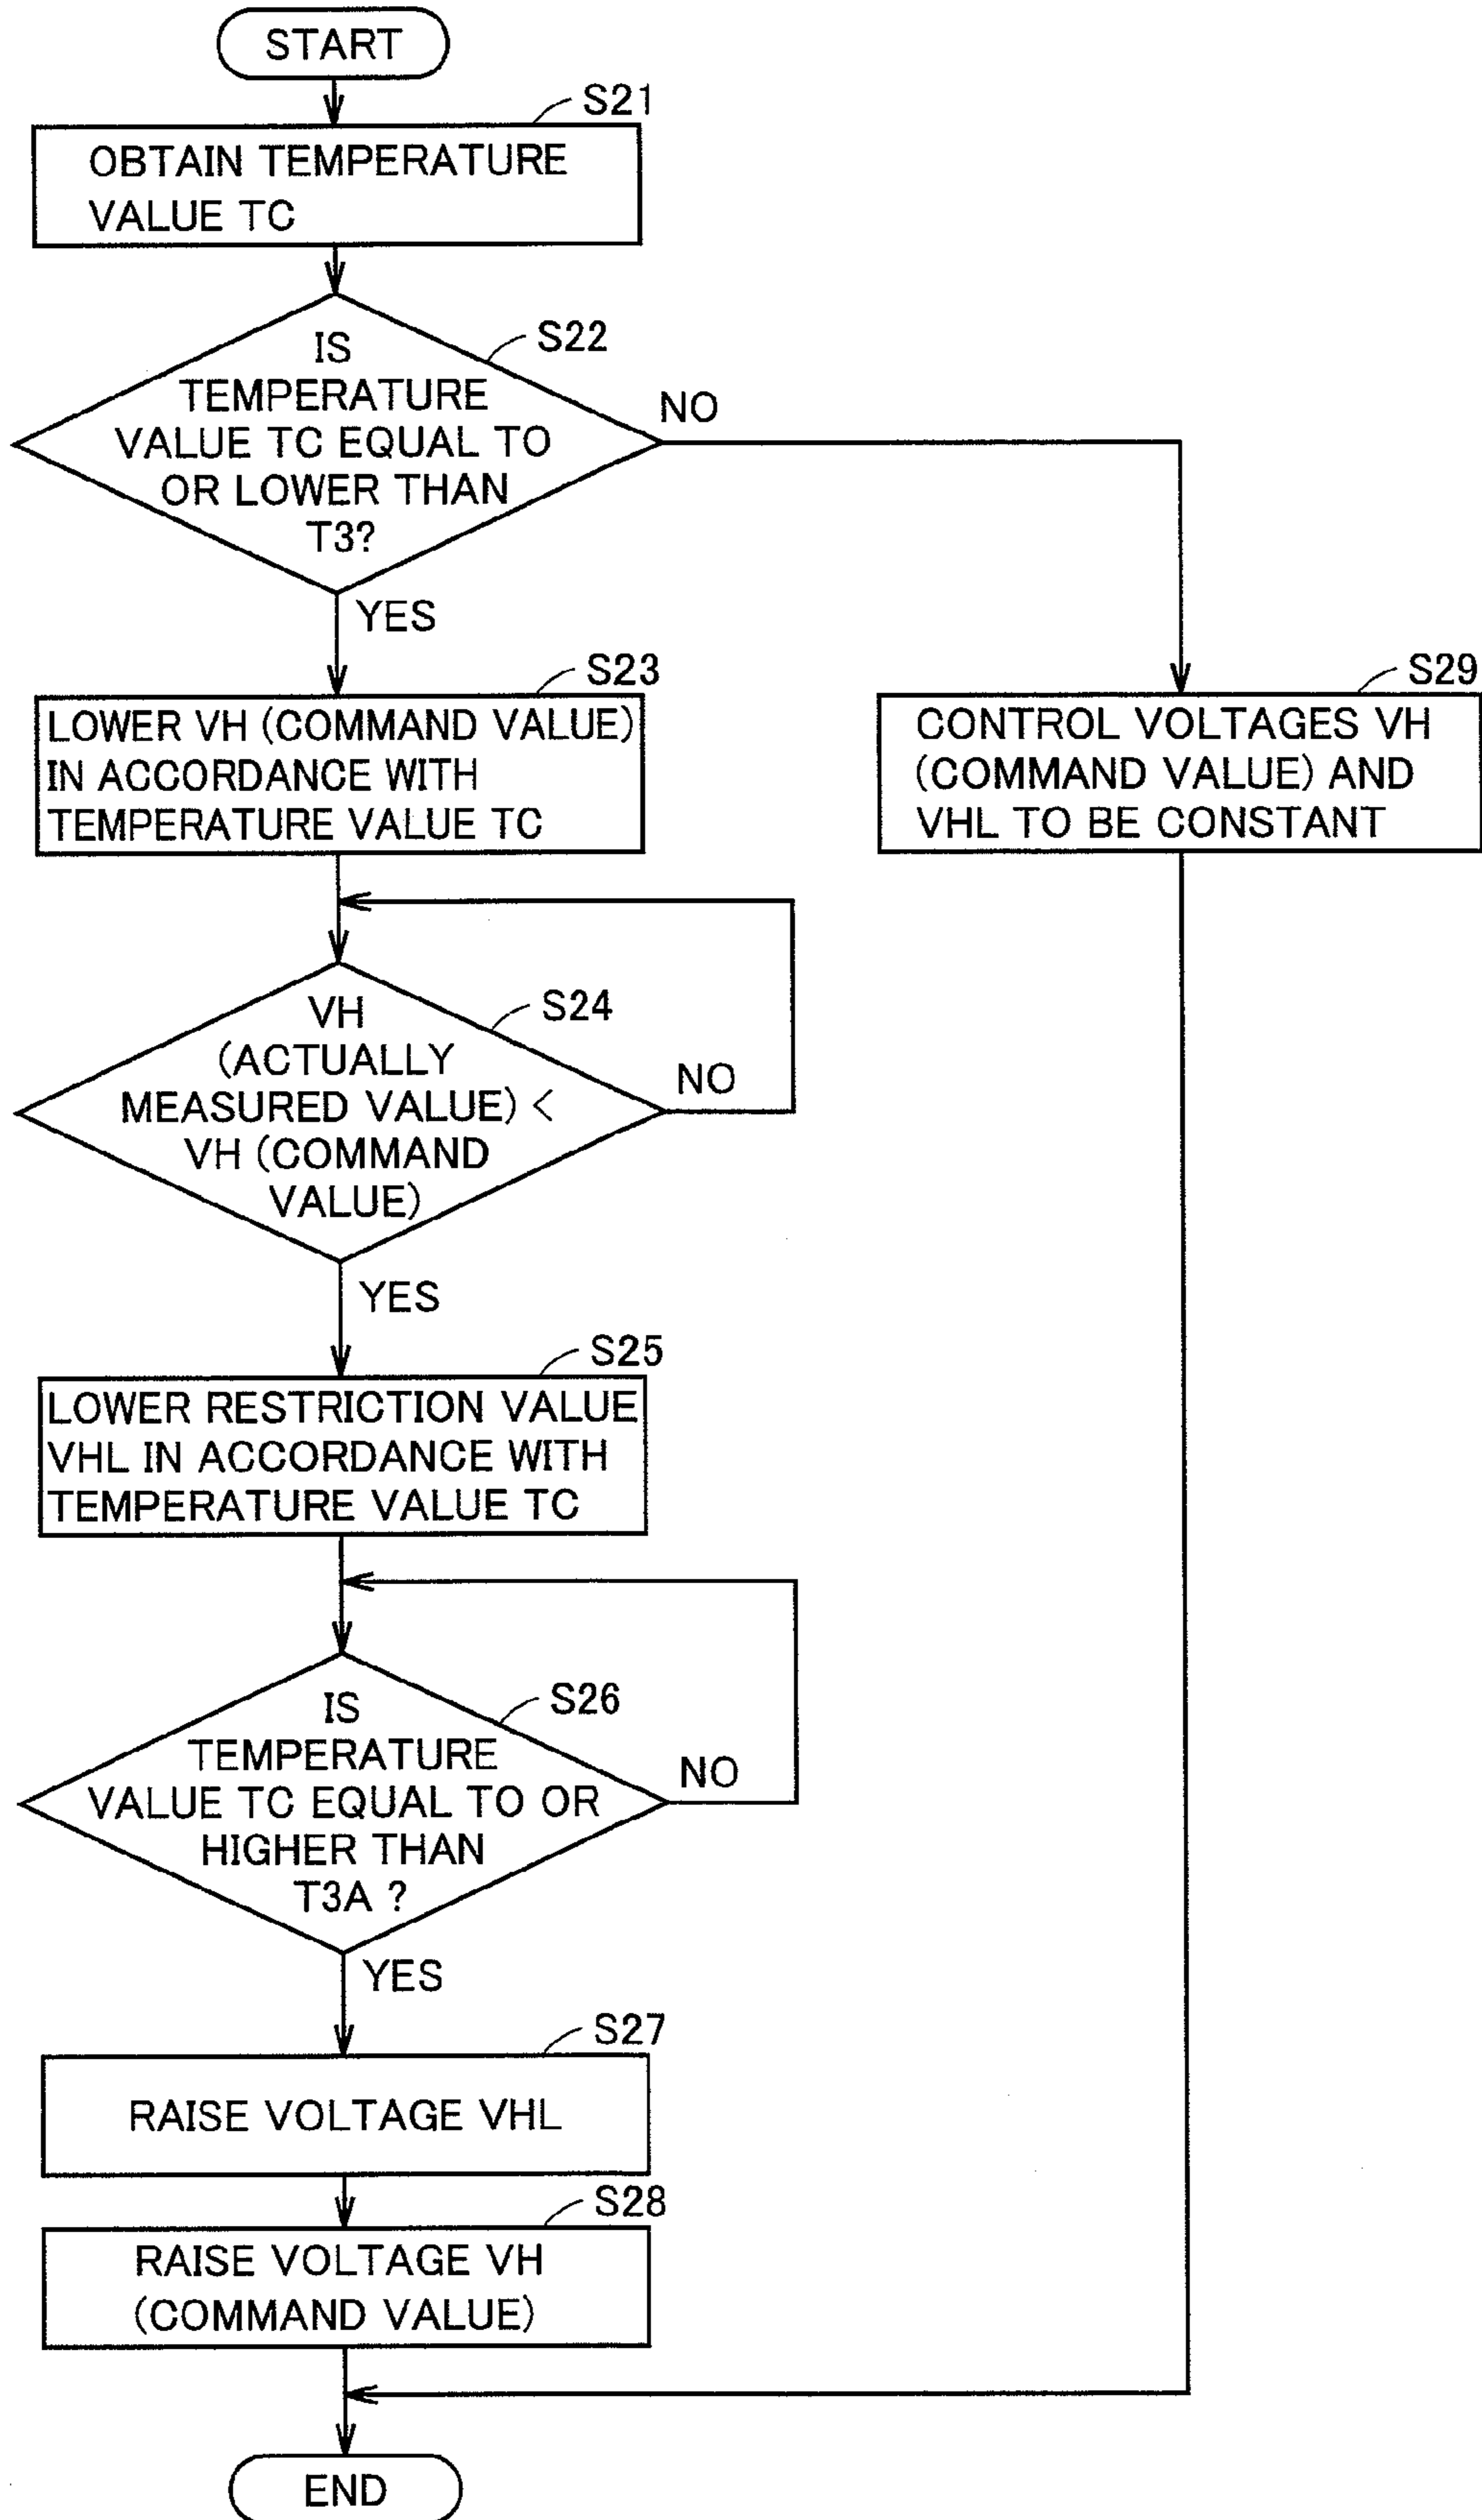 START
S21
OBTAIN TEMPERATURE
VALUE TC
S22
IS
TEMPERATURE
VALUE TC EQUAL TO
OR LOWER THAN
T3?
NO
YES
S23
LOWER VH (COMMAND VALUE)
IN ACCORDANCE WITH
TEMPERATURE VALUE TC
S29
CONTROL VOLTAGES VH
(COMMAND VALUE) AND
VHL TO BE CONSTANT
S24
VH
(ACTUALLY
MEASURED VALUE) <
VH (COMMAND
VALUE)
NO
YES
S25
LOWER RESTRICTION VALUE
VHL IN ACCORDANCE WITH
TEMPERATURE VALUE TC
S26
IS
TEMPERATURE
VALUE TC EQUAL TO OR
HIGHER THAN
T3A ?
NO
YES
S27
RAISE VOLTAGE VHL
S28
RAISE VOLTAGE VH
(COMMAND VALUE)
END